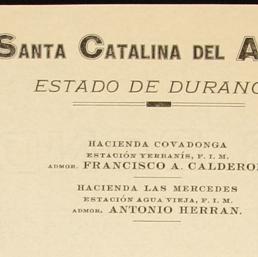 SANTA CATALINA DEL A
ESTADO DE DURANG
HACIENDA COVADONGA
ESTACIÓN YERBANÍS, F. I. M.
ADMOR. FRANCISCO A. CALDERO
HACIENDA LAS MERCEDES
ESTACIÓN AGUA VIEJA, F. I. M.
ADMOR. ANTONIO HERRAN.